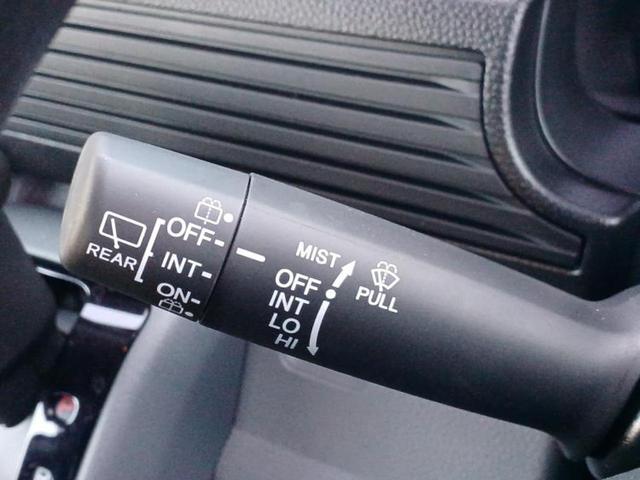 OFF
REAR
INT
ON
MIST
OFF
INT
LO
HI
PULL